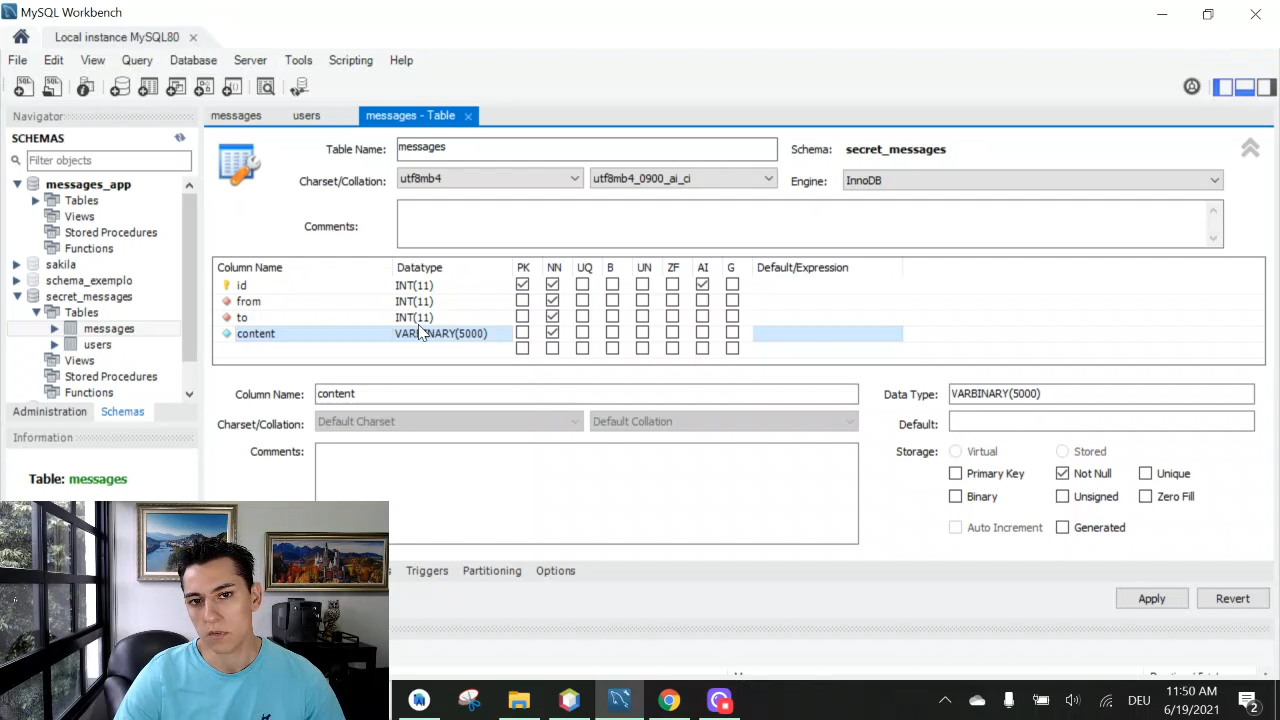 MySQL Workbench
Local instance MySQL80
File Edit View Query Database Server Tools Scripting Help
Navigator
SCHEMAS
Filter objects
messages_app
Tables
Views
Stored Procedures
Functions
sakila
schema_exemplo
secret_messages
Tables
messages
users
Views
Stored Procedures
Functions
Administration Schemas
Information
Table: messages
messages users messages - Table
Table Name: messages Schema: secret_messages
Charset/Collation: utf8mb4 utf8mb4_0900_ai_ci Engine: InnoDB
Comments:
Column Name Datatype PK NN UQ B UN ZF AI G Default/Expression
id INT(11)
from INT(11)
to INT(11)
content VARBINARY(5000)
Column Name: content Data Type: VARBINARY(5000)
Charset/Collation: Default Charset Default Collation Default:
Comments: Storage: Virtual Stored
Primary Key Not Null Unique
Binary Unsigned Zero Fill
Auto Increment Generated
Triggers Partitioning Options
Apply Revert
DEU
11:50 AM
6/19/2021
2